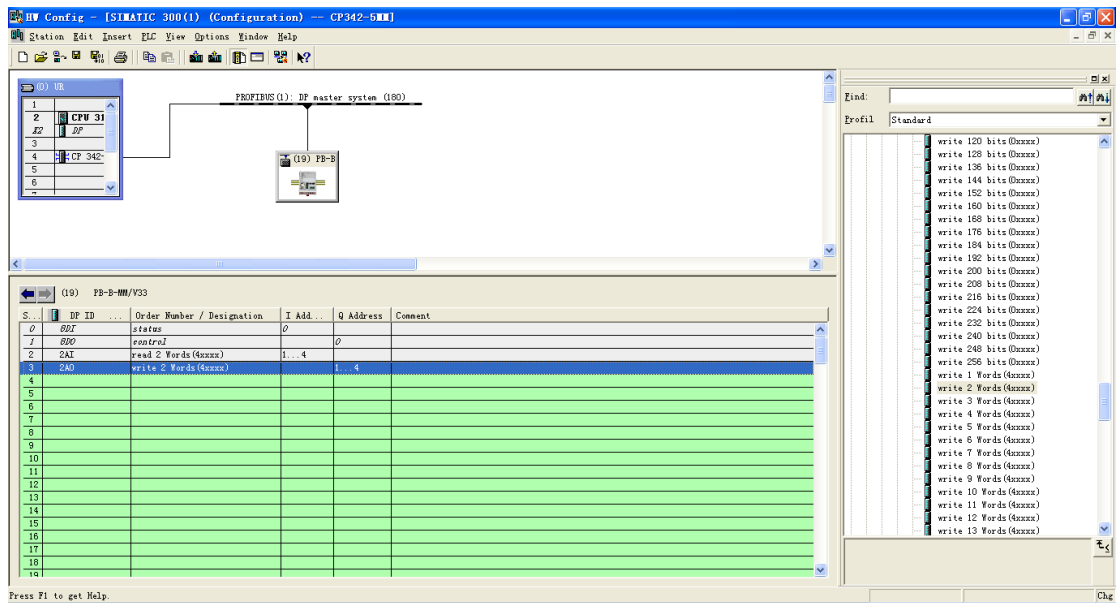 HW Config - [SIMATIC 300(1) (Configuration) -- CP342-5MM]
Station Edit Insert PLC View Options Window Help
(0) UR
1
2 CPU 31
X2 DP
3
4 CP 342-
5
6
7
PROFIBUS(1): DP master system (180)
(19) PB-B
Find:
Profil Standard
write 120 bits(0xxxx)
write 128 bits(0xxxx)
write 136 bits(0xxxx)
write 144 bits(0xxxx)
write 152 bits(0xxxx)
write 160 bits(0xxxx)
write 168 bits(0xxxx)
write 176 bits(0xxxx)
write 184 bits(0xxxx)
write 192 bits(0xxxx)
write 200 bits(0xxxx)
write 208 bits(0xxxx)
write 216 bits(0xxxx)
write 224 bits(0xxxx)
write 232 bits(0xxxx)
write 240 bits(0xxxx)
write 248 bits(0xxxx)
write 256 bits(0xxxx)
write 1 Words(4xxxx)
write 2 Words(4xxxx)
write 3 Words(4xxxx)
write 4 Words(4xxxx)
write 5 Words(4xxxx)
write 6 Words(4xxxx)
write 7 Words(4xxxx)
write 8 Words(4xxxx)
write 9 Words(4xxxx)
write 10 Words(4xxxx)
write 11 Words(4xxxx)
write 12 Words(4xxxx)
write 13 Words(4xxxx)
(19) PB-B-MM/V33
S... DP ID ... Order Number / Designation I Add... Q Address Comment
0 8DI status 0
1 8DO control 0
2 2AI read 2 Words(4xxxx) 1...4
3 2AO write 2 Words(4xxxx) 1...4
4
5
6
7
8
9
10
11
12
13
14
15
16
17
18
19
Press F1 to get Help.
Chg